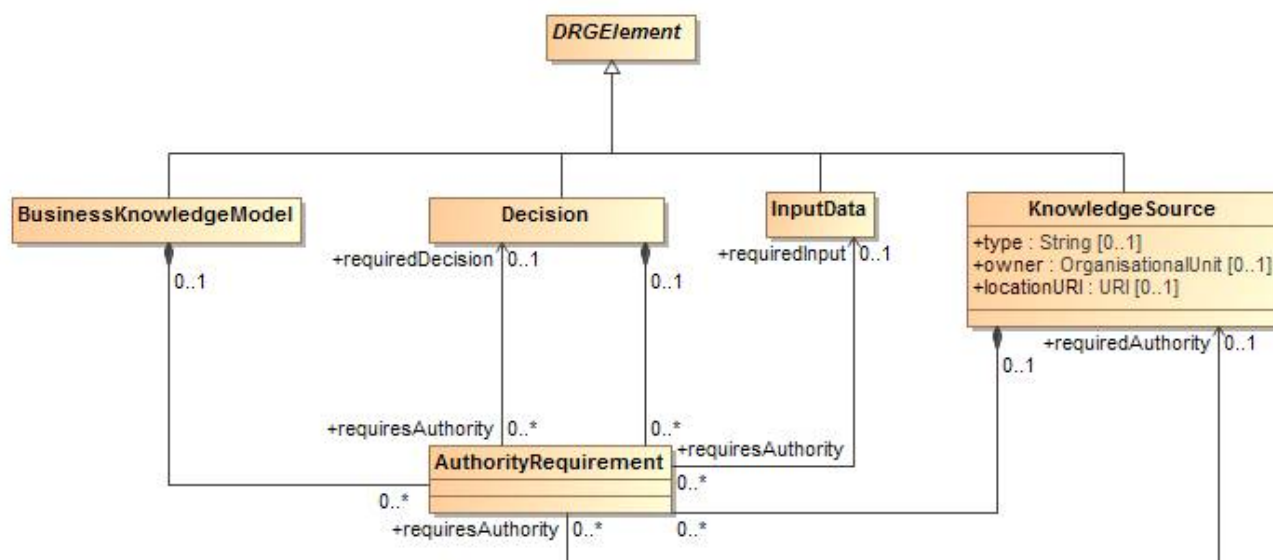 DRGElement
BusinessKnowledgeModel
Decision
InputData
KnowledgeSource
+type : String [0..1]
+owner : OrganisationalUnit [0..1]
+locationURI : URI [0..1]
0..1
+requiredDecision 0..1
0..1
+requiredInput 0..1
+requiredAuthority 0..1
0..1
+requiresAuthority 0..*
0..*
+requiresAuthority
0..*
AuthorityRequirement
0..*
+requiresAuthority 0..*
0..*